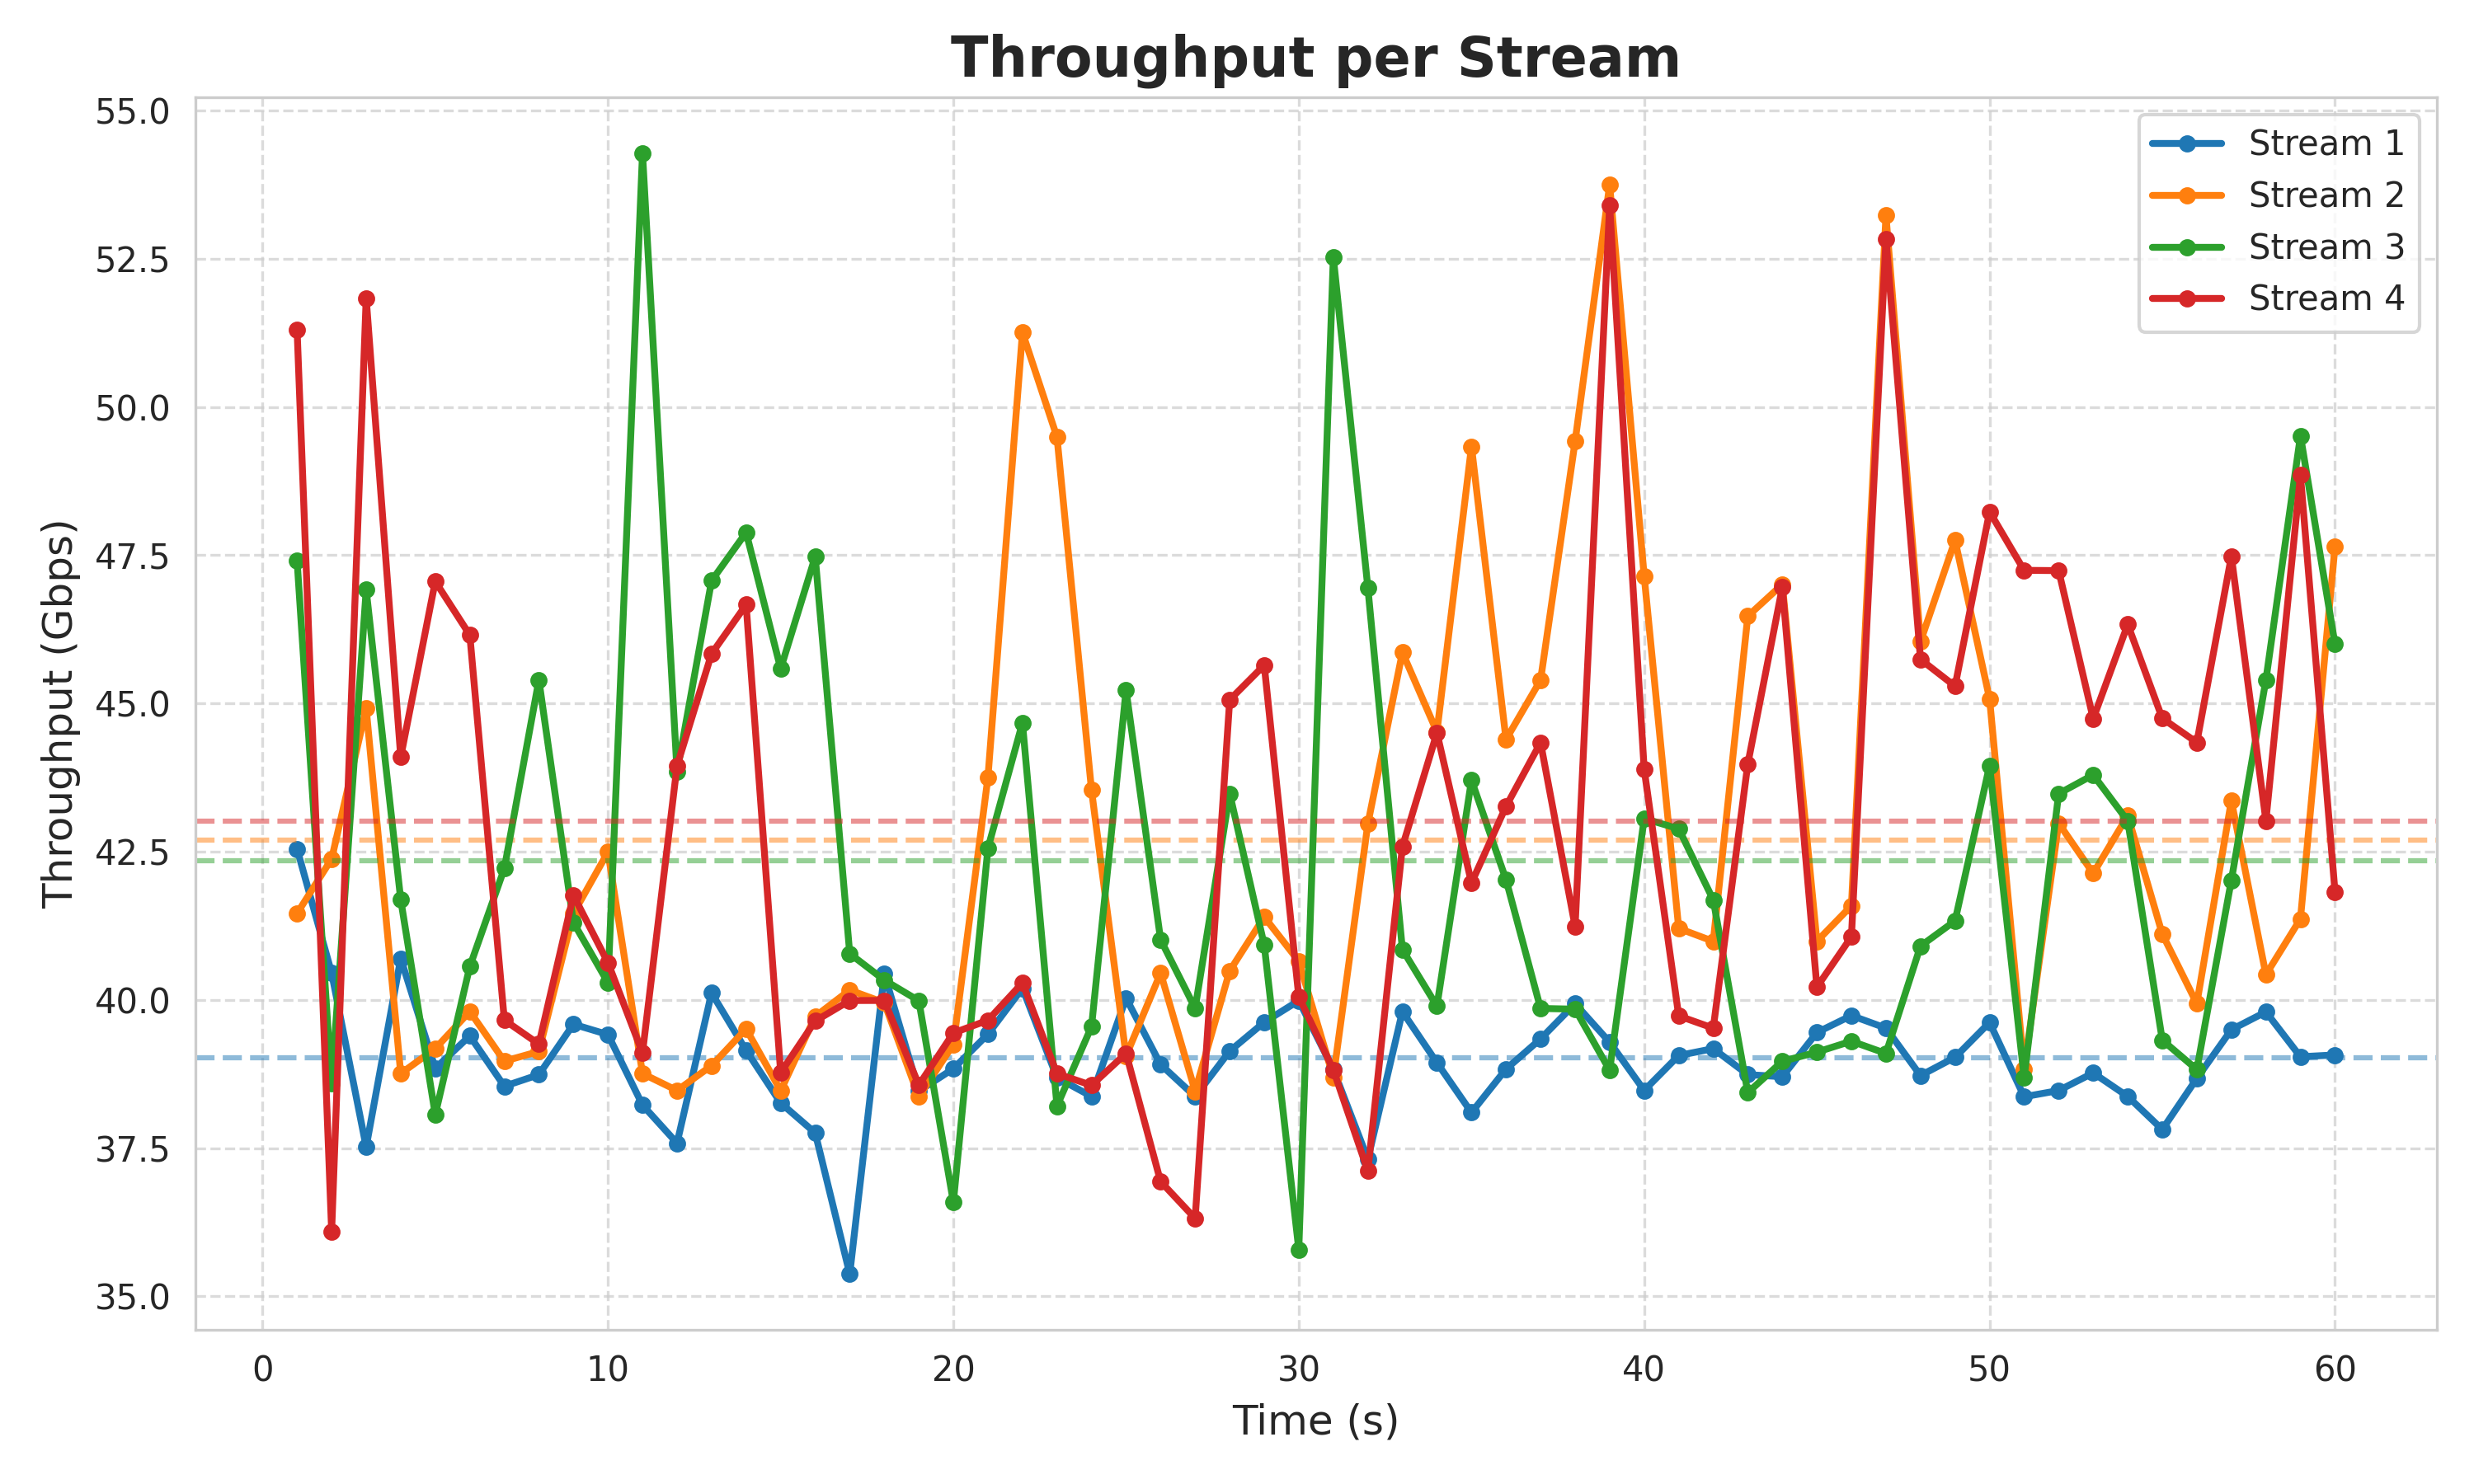 Throughput per Stream
55.0
52.5
50.0
47.5
45.0
42.5
40.0
37.5
35.0
Throughput (Gbps)
Stream 1
Stream 2
Stream 3
Stream 4
0 10 20 30 40 50 60
Time (s)